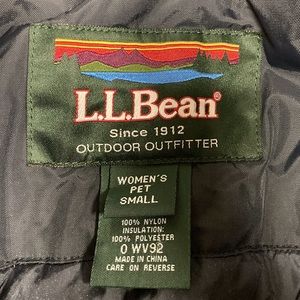 L.L.Bean®
Since 1912
OUTDOOR OUTFITTER
WOMEN'S
PET
SMALL
100% NYLON
INSULATION:
100% POLYESTER
0 WV92
MADE IN CHINA
CARE ON REVERSE